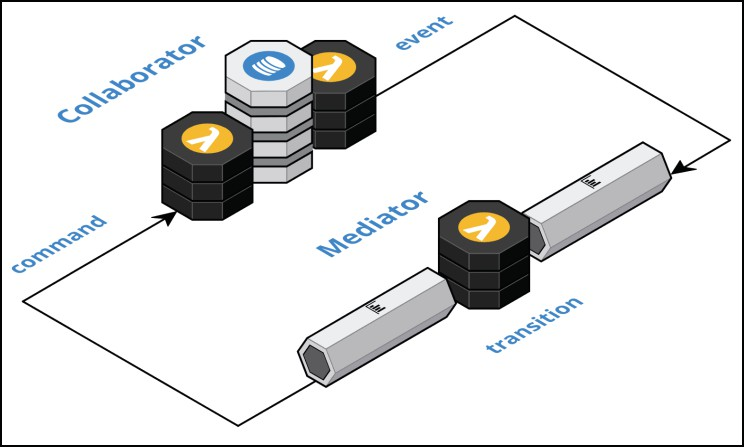 Collaborator
event
command
Mediator
transition